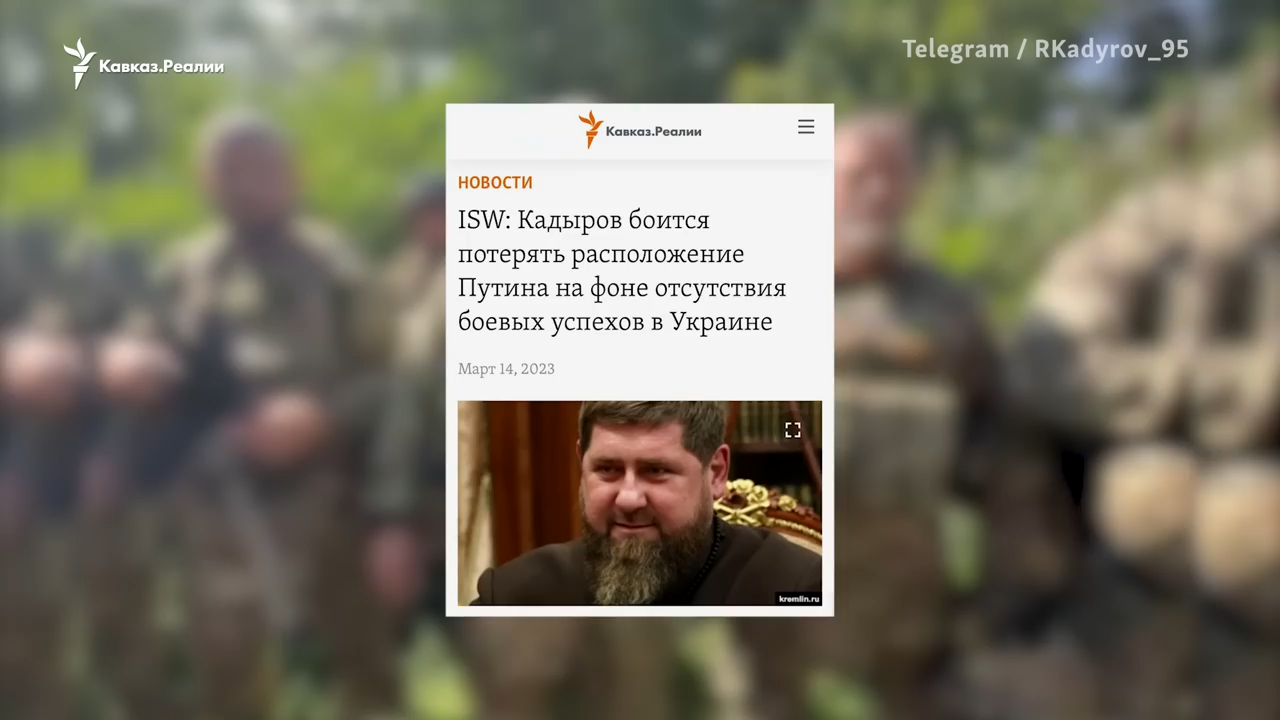 Кавказ.Реалии
Telegram / RKadyrov_95
Кавказ.Реалии
НОВОСТИ
ISW: Кадыров боится
потерять расположение
Путина на фоне отсутствия
боевых успехов в Украине
Март 14, 2023
kremlin.ru